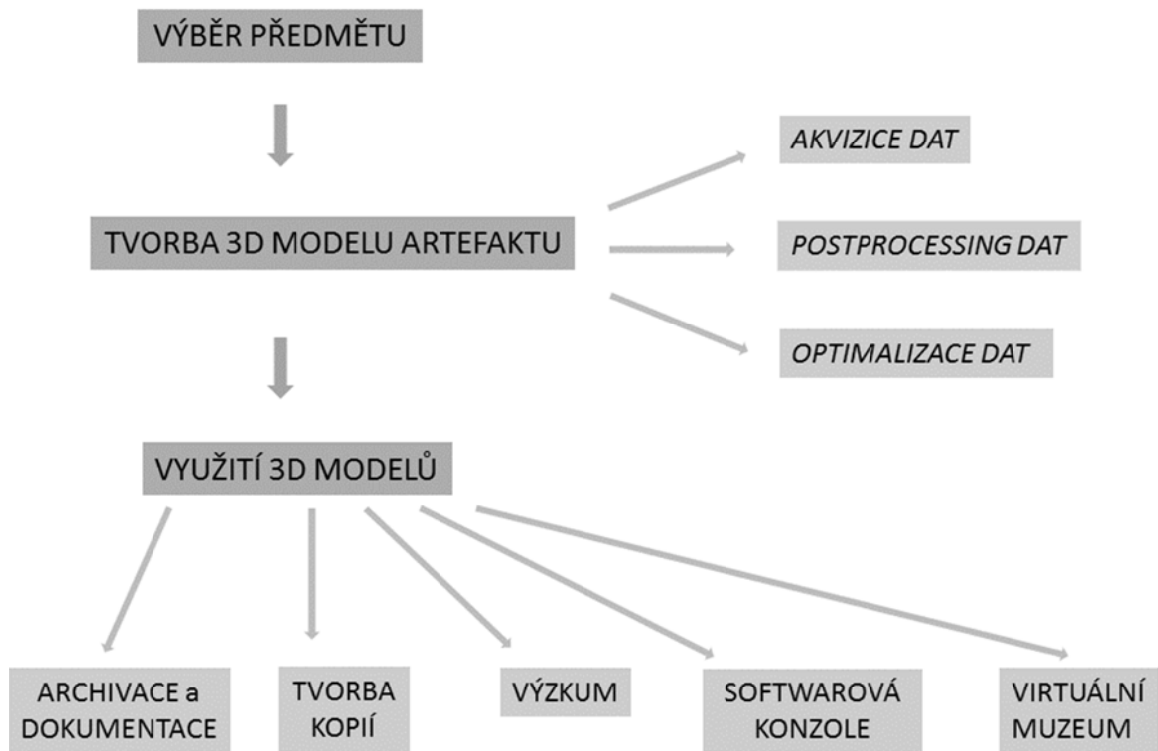 VÝBĚR PŘEDMĚTU
AKVIZICE DAT
TVORBA 3D MODELU ARTEFAKTU
POSTPROCESSING DAT
OPTIMALIZACE DAT
VYUŽITÍ 3D MODELŮ
ARCHIVACE a
DOKUMENTACE
TVORBA
KOPIÍ
VÝZKUM
SOFTWAROVÁ
KONZOLE
VIRTUÁLNÍ
MUZEUM